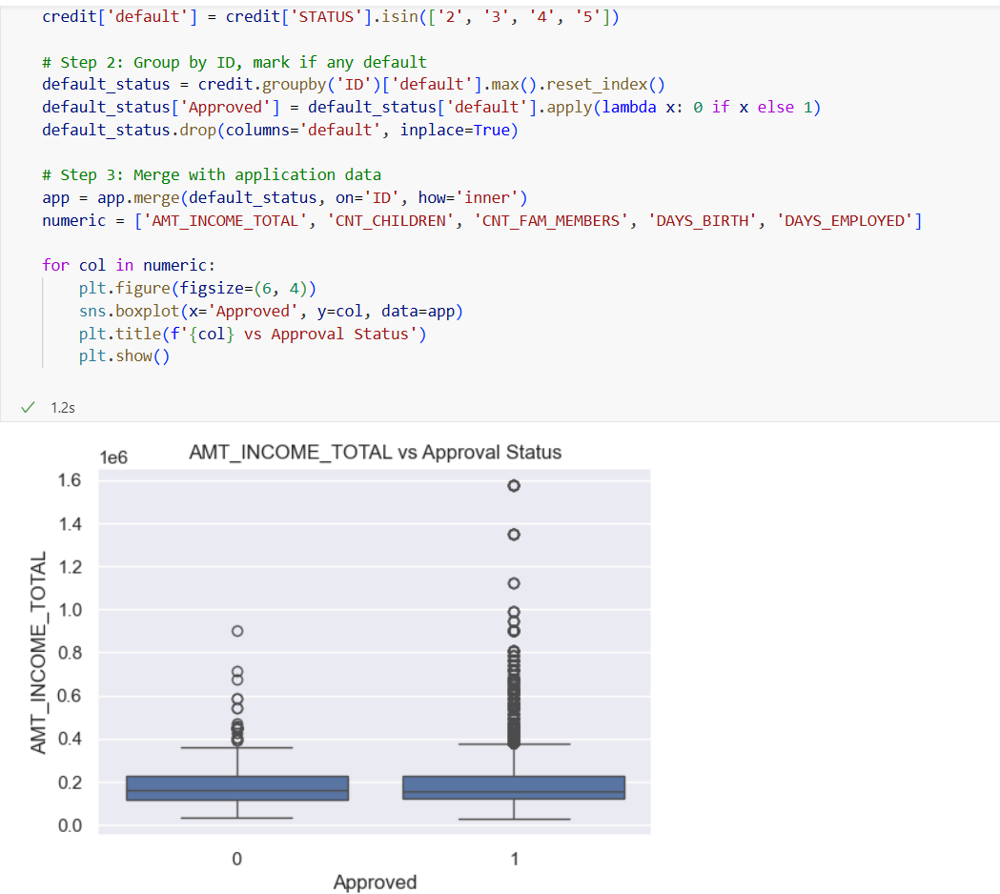 credit['default'] = credit['STATUS'].isin(['2', '3', '4', '5'])
# Step 2: Group by ID, mark if any default
default_status = credit.groupby('ID')['default'].max().reset_index()
default_status['Approved'] = default_status['default'].apply(lambda x: 0 if x else 1)
default_status.drop(columns='default', inplace=True)
# Step 3: Merge with application data
app = app.merge(default_status, on='ID', how='inner')
numeric = ['AMT_INCOME_TOTAL', 'CNT_CHILDREN', 'CNT_FAM_MEMBERS', 'DAYS_BIRTH', 'DAYS_EMPLOYED']
for col in numeric:
    plt.figure(figsize=(6, 4))
    sns.boxplot(x='Approved', y=col, data=app)
    plt.title(f'{col} vs Approval Status')
    plt.show()
1.2s
AMT_INCOME_TOTAL vs Approval Status
1e6
1.6
1.4
1.2
1.0
0.8
0.6
0.4
0.2
0.0
AMT_INCOME_TOTAL
0 1
Approved